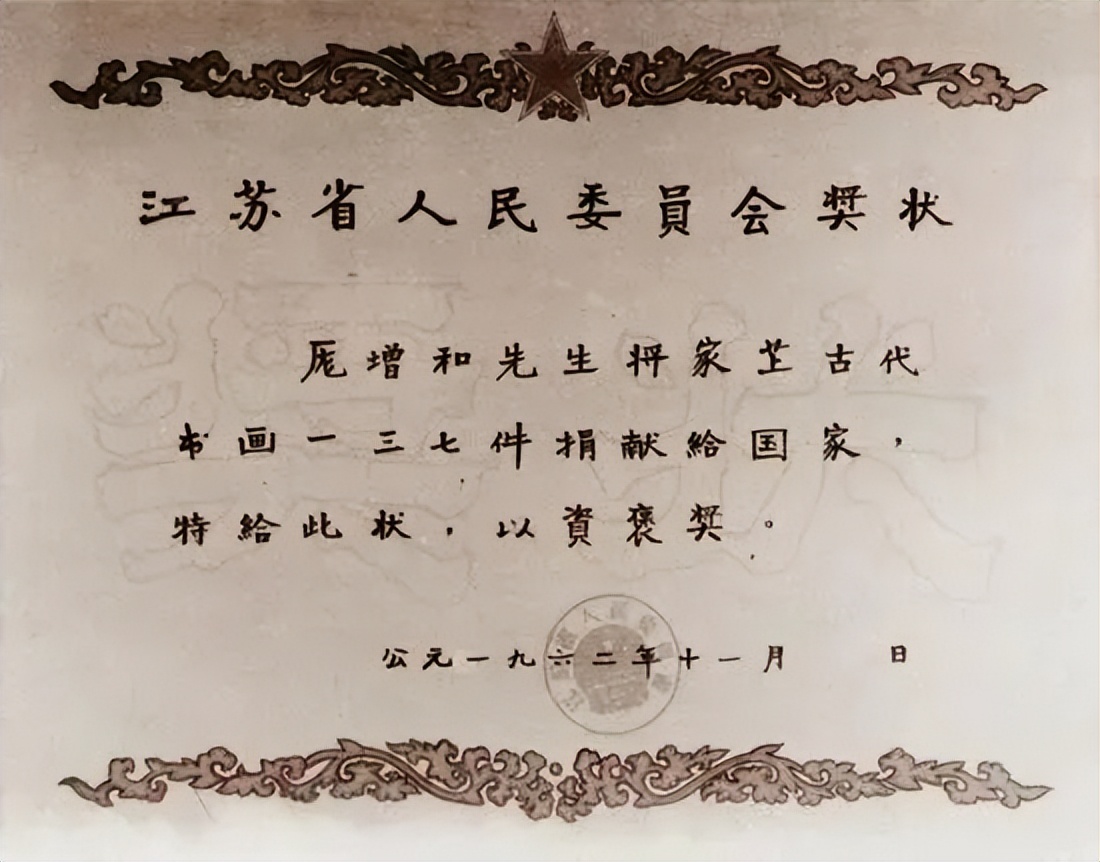 江苏省人民委員会奨状
庞增和先生将家藏古代
书画一三七件捐献給国家，
特給此状，以資褒奨。
公元一九六二年十一月　　日